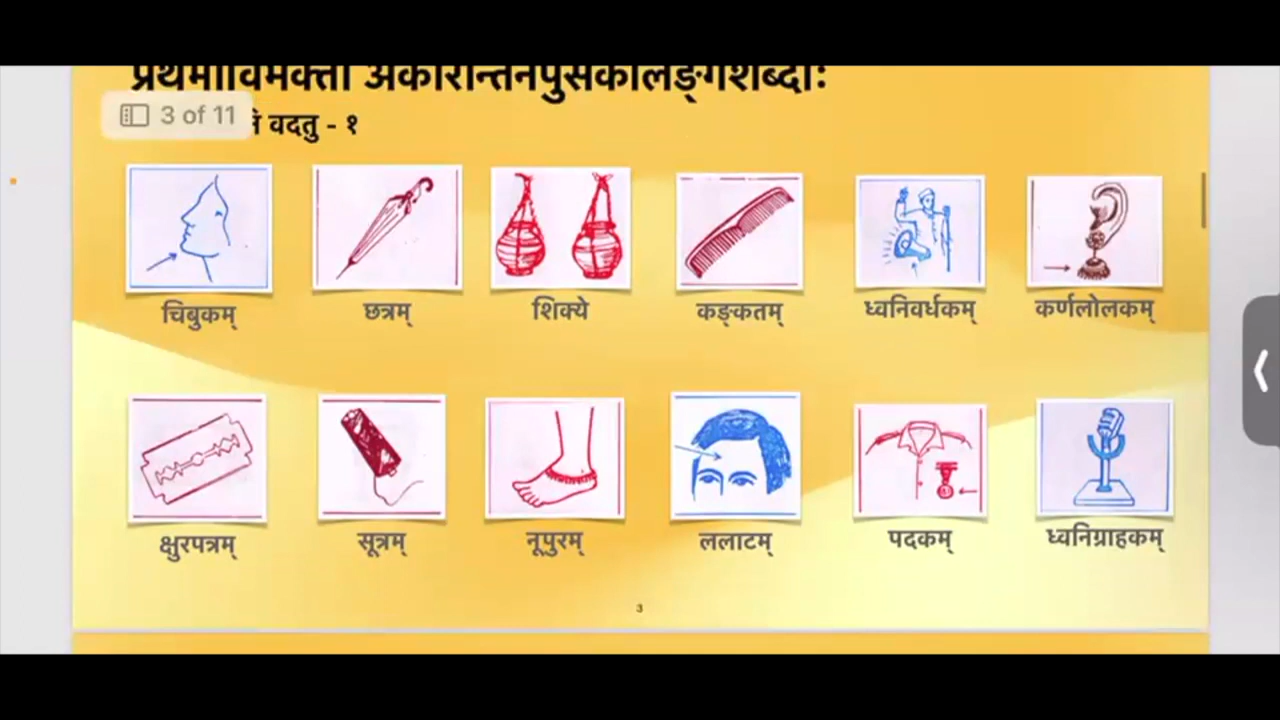 प्रथमाविभक्तौ अकारान्तनपुंसकलिङ्गशब्दाः
3 of 11
वदतु - १
चिबुकम् छत्रम् शिक्ये कङ्कतम् ध्वनिवर्धकम् कर्णलोलकम्
क्षुरपत्रम् सूत्रम् नूपुरम् ललाटम् पदकम् ध्वनिग्राहकम्
3